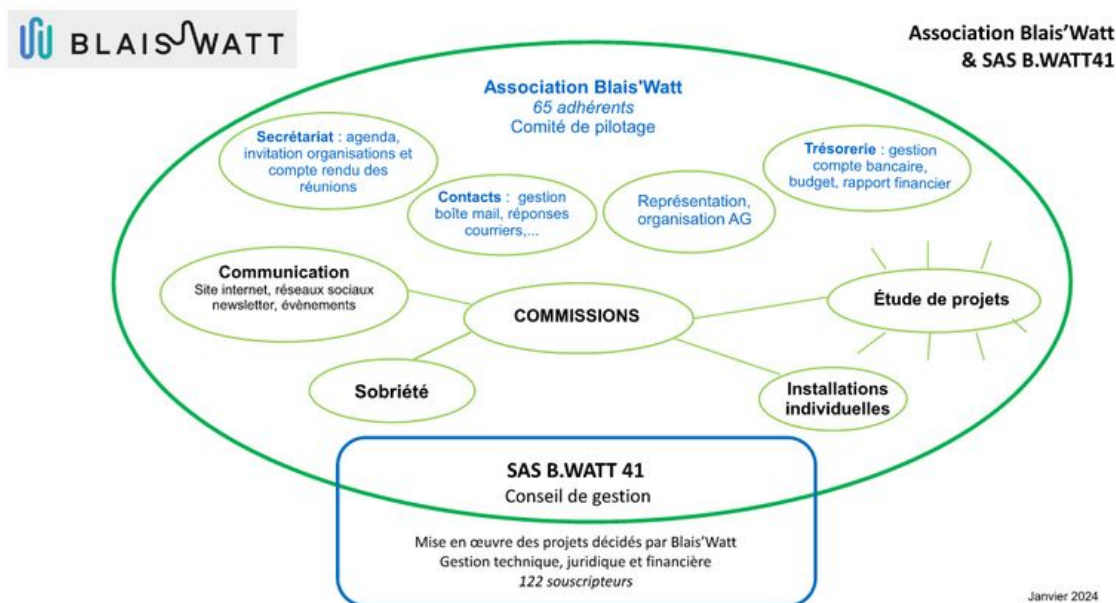 BLAIS WATT
Association Blais'Watt
& SAS B.WATT41
Association Blais'Watt
65 adhérents
Comité de pilotage
Secrétariat : agenda,
invitation organisations et
compte rendu des
réunions
Contacts : gestion
boîte mail, réponses
courriers,...
Représentation,
organisation AG
Trésorerie : gestion
compte bancaire,
budget, rapport financier
Communication
Site internet, réseaux sociaux
newsletter, évènements
COMMISSIONS
Étude de projets
Sobriété
Installations
individuelles
SAS B.WATT 41
Conseil de gestion
Mise en œuvre des projets décidés par Blais'Watt
Gestion technique, juridique et financière
122 souscripteurs
Janvier 2024